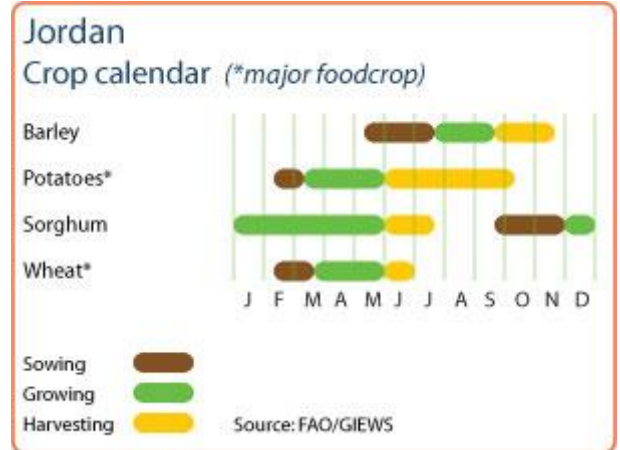 Jordan
Crop calendar (*major foodcrop)
Barley
Potatoes*
Sorghum
Wheat*
J F M A M J J A S O N D
Sowing
Growing
Harvesting
Source: FAO/GIEWS